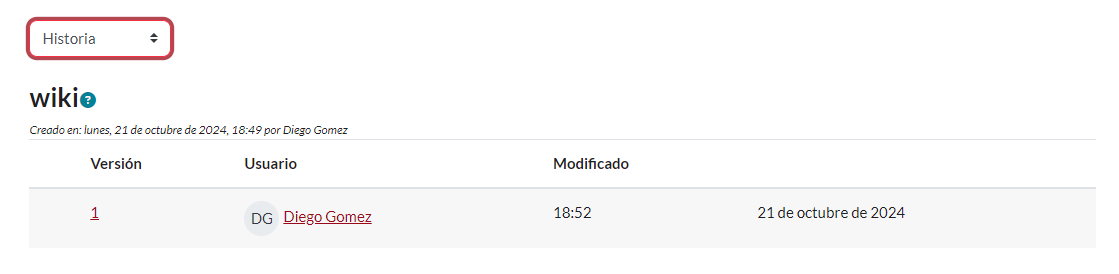 Historia
wiki?
Creado en: lunes, 21 de octubre de 2024, 18:49 por Diego Gomez
Versión Usuario Modificado
1 DG Diego Gomez 18:52 21 de octubre de 2024